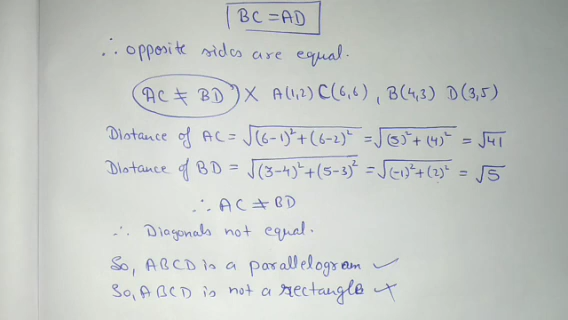 BC = AD
∴ opposite sides are equal.
AC ≠ BD × A(1,2) C(6,6), B(4,3) D(3,5)
Distance of AC = √(6-1)²+(6-2)² = √(5)²+(4)² = √41
Distance of BD = √(3-4)²+(5-3)² = √(-1)²+(2)² = √5
∴ AC ≠ BD
∴ Diagonals not equal.
So, ABCD is a parallelogram ✓
So, ABCD is not a rectangle ×